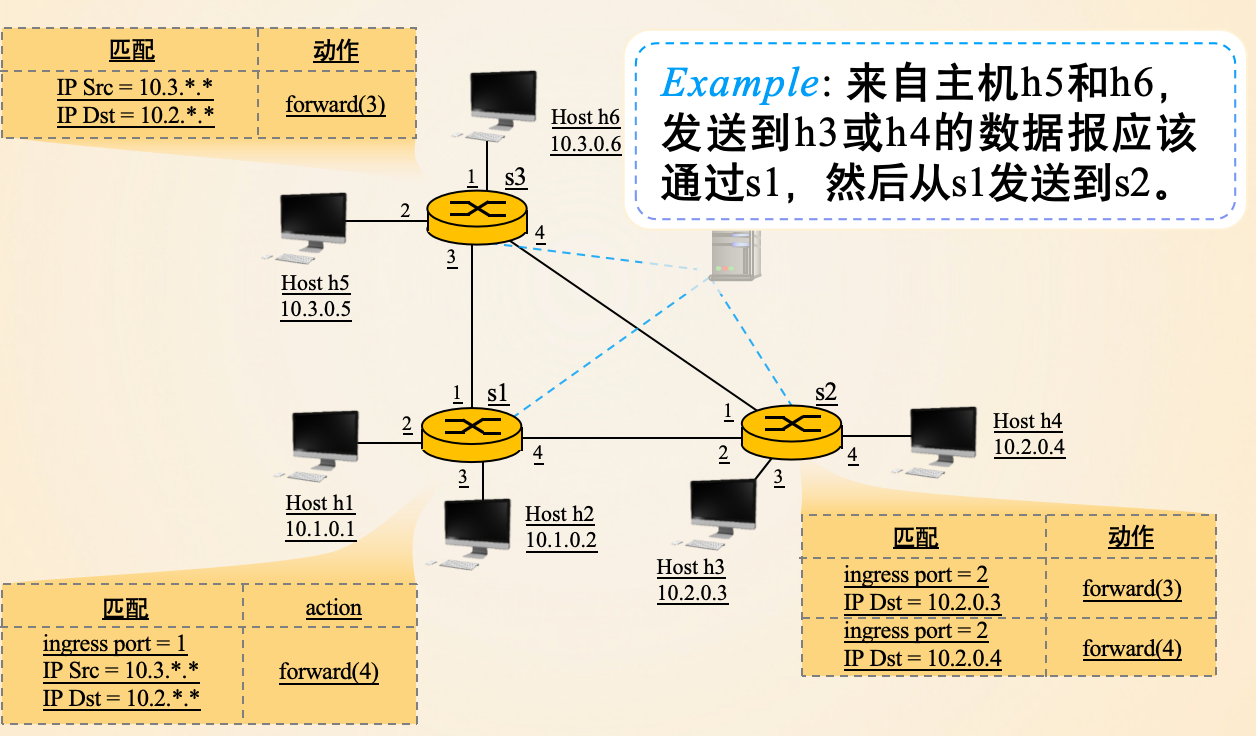 匹配
动作
IP Src = 10.3.*.*
IP Dst = 10.2.*.*
forward(3)
Example: 来自主机h5和h6，
发送到h3或h4的数据报应该
通过s1，然后从s1发送到s2。
Host h6
10.3.0.6
1
s3
2
4
3
Host h5
10.3.0.5
1
s1
2
4
3
Host h1
10.1.0.1
Host h2
10.1.0.2
s2
1
2
4
3
Host h4
10.2.0.4
Host h3
10.2.0.3
匹配
动作
ingress port = 2
IP Dst = 10.2.0.3
forward(3)
ingress port = 2
IP Dst = 10.2.0.4
forward(4)
匹配
action
ingress port = 1
IP Src = 10.3.*.*
IP Dst = 10.2.*.*
forward(4)